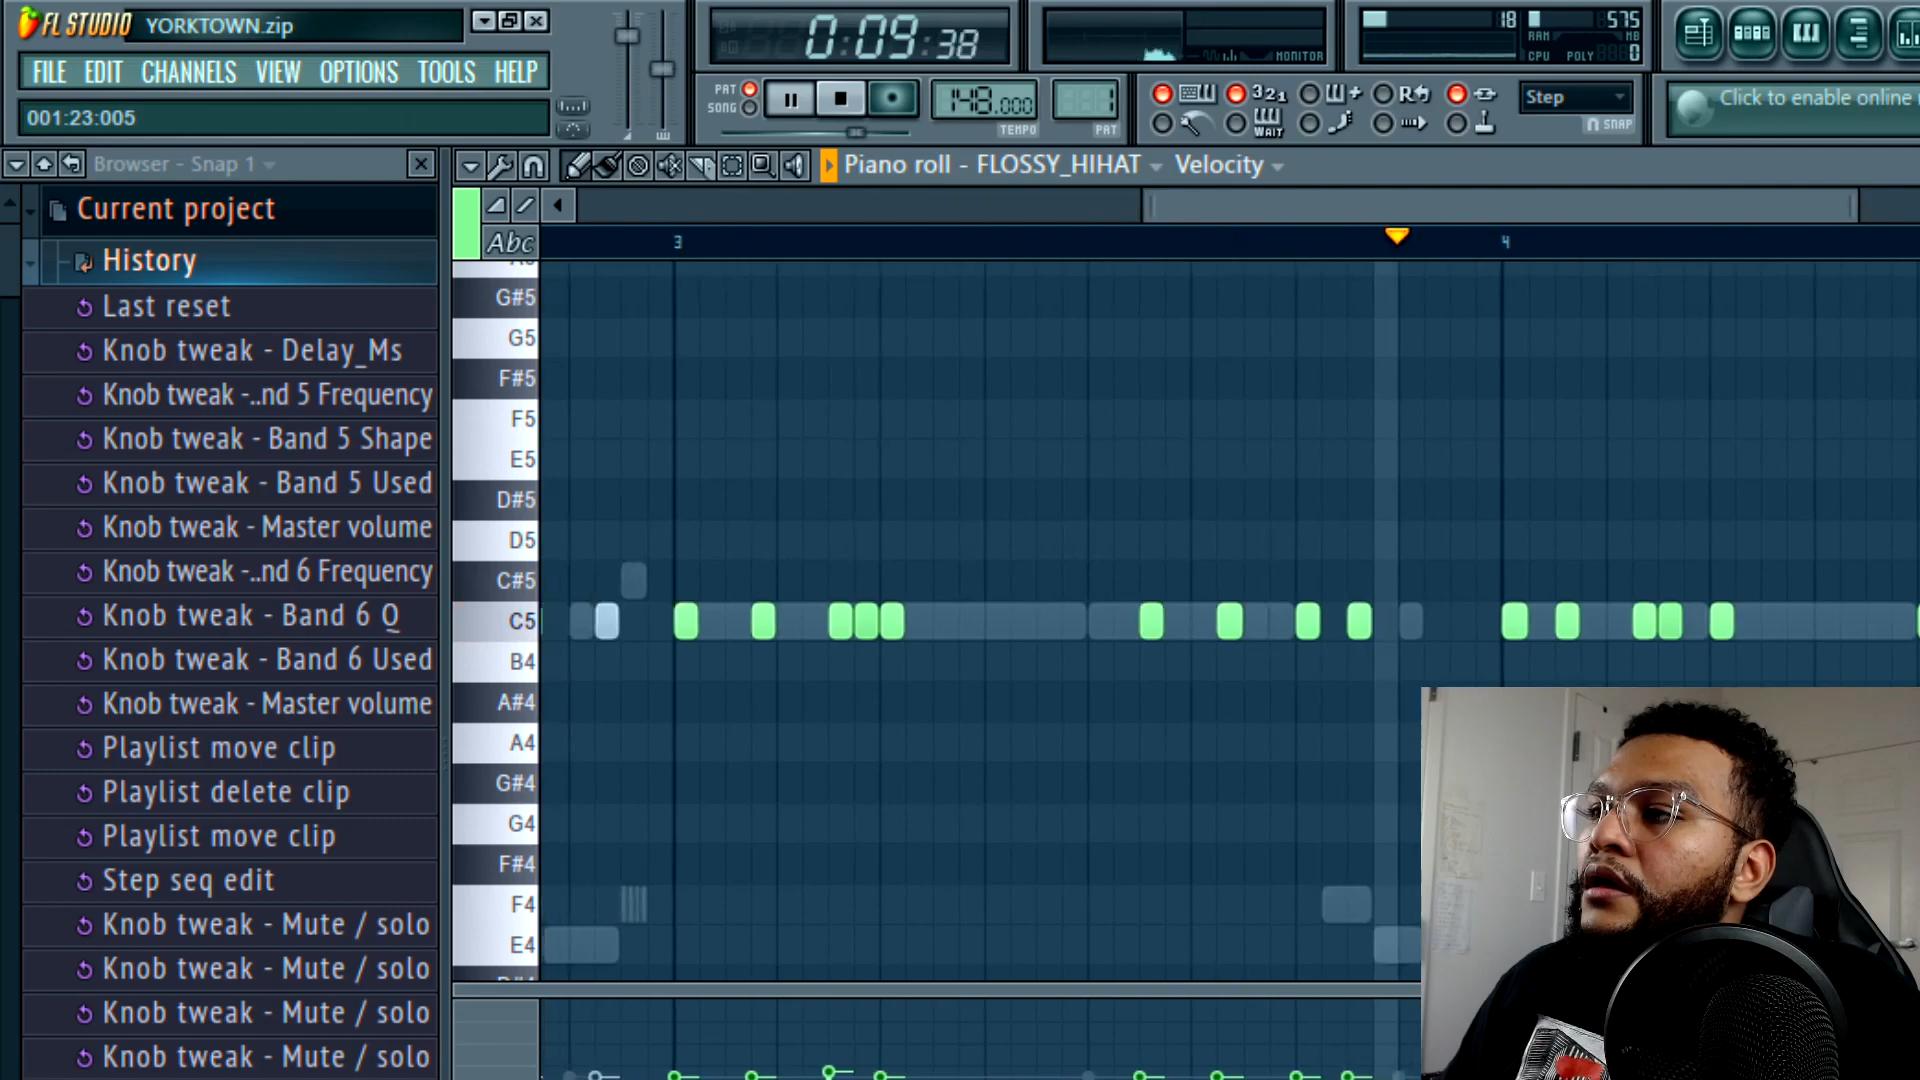 FL STUDIO YORKTOWN.zip
FILE EDIT CHANNELS VIEW OPTIONS TOOLS HELP
001:23:005
0:09:38
MONITOR
18 575
RAM MB
CPU POLY 0
PAT
SONG
148.000
TEMPO
1
PAT
321
WAIT
R
Step
SNAP
Click to enable online
Browser - Snap 1
Piano roll - FLOSSY_HIHAT Velocity
Current project
History
Last reset
Knob tweak - Delay_Ms
Knob tweak -..nd 5 Frequency
Knob tweak - Band 5 Shape
Knob tweak - Band 5 Used
Knob tweak - Master volume
Knob tweak -..nd 6 Frequency
Knob tweak - Band 6 Q
Knob tweak - Band 6 Used
Knob tweak - Master volume
Playlist move clip
Playlist delete clip
Playlist move clip
Step seq edit
Knob tweak - Mute / solo
Knob tweak - Mute / solo
Knob tweak - Mute / solo
Knob tweak - Mute / solo
Abc
3 4
G#5
G5
F#5
F5
E5
D#5
D5
C#5
C5
B4
A#4
A4
G#4
G4
F#4
F4
E4